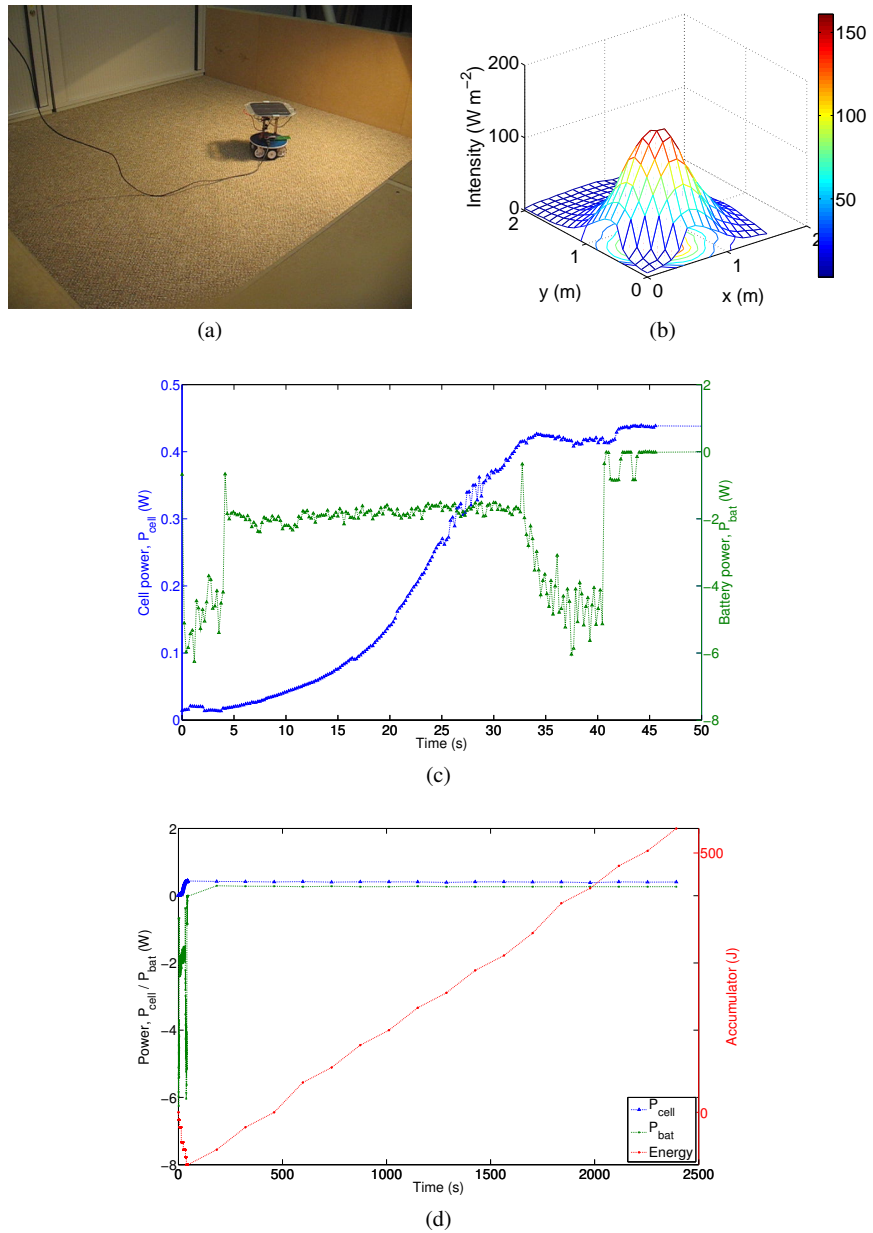 200
100
0
2
1
0
0
1
2
Intensity (W m⁻²)
y (m)
x (m)
150
100
50
(a)
(b)
0.5
0.4
0.3
0.2
0.1
0
Cell power, P_cell (W)
2
0
−2
−4
−6
−8
Battery power, P_bat (W)
0 5 10 15 20 25 30 35 40 45 50
Time (s)
(c)
2
0
−2
−4
−6
−8
Power, P_cell / P_bat (W)
500
0
Accumulator (J)
P_cell
P_bat
Energy
0 500 1000 1500 2000 2500
Time (s)
(d)